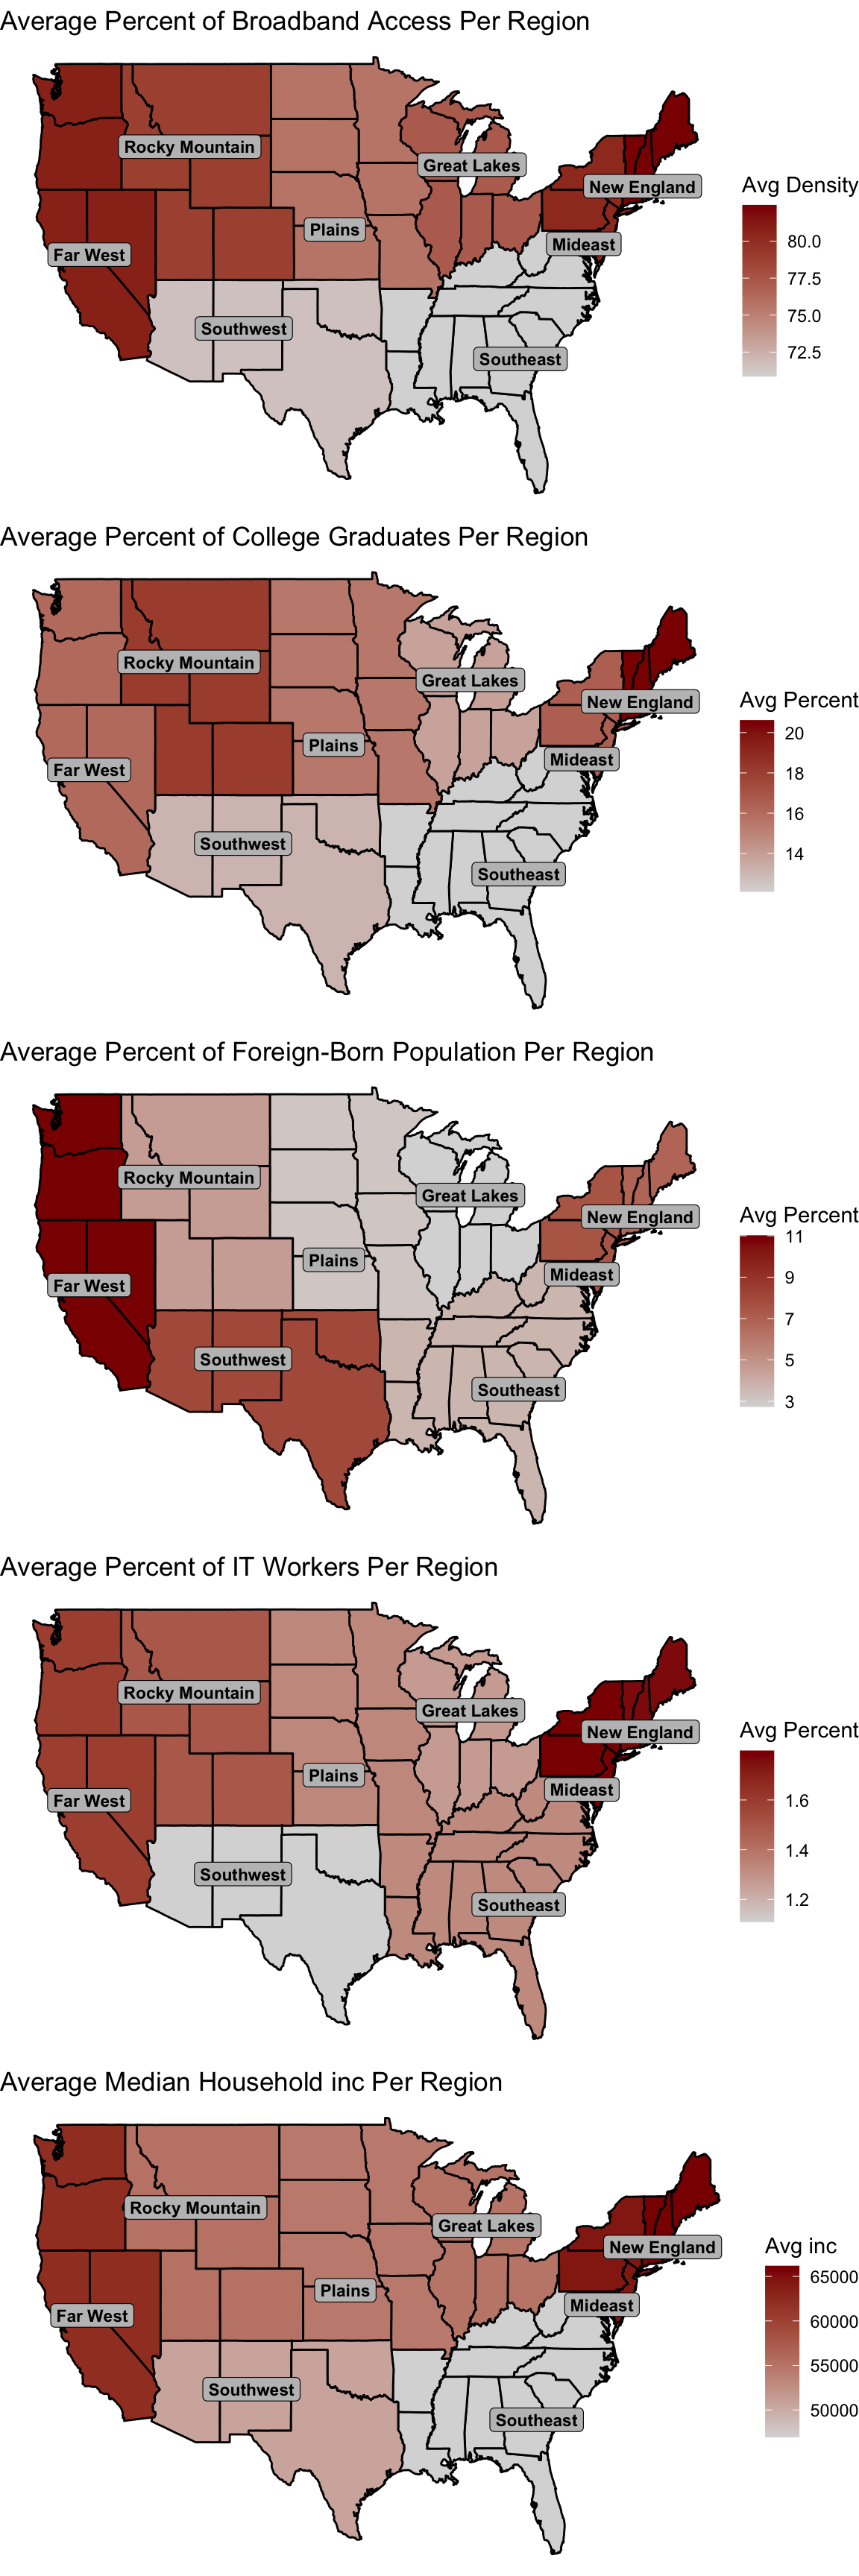 Average Percent of Broadband Access Per Region
Rocky Mountain
Great Lakes
New England
Plains
Mideast
Far West
Southwest
Southeast
Avg Density
80.0
77.5
75.0
72.5
Average Percent of College Graduates Per Region
Rocky Mountain
Great Lakes
New England
Plains
Mideast
Far West
Southwest
Southeast
Avg Percent
20
18
16
14
Average Percent of Foreign-Born Population Per Region
Rocky Mountain
Great Lakes
New England
Plains
Mideast
Far West
Southwest
Southeast
Avg Percent
11
9
7
5
3
Average Percent of IT Workers Per Region
Rocky Mountain
Great Lakes
New England
Plains
Mideast
Far West
Southwest
Southeast
Avg Percent
1.6
1.4
1.2
Average Median Household inc Per Region
Rocky Mountain
Great Lakes
New England
Plains
Mideast
Far West
Southwest
Southeast
Avg inc
65000
60000
55000
50000